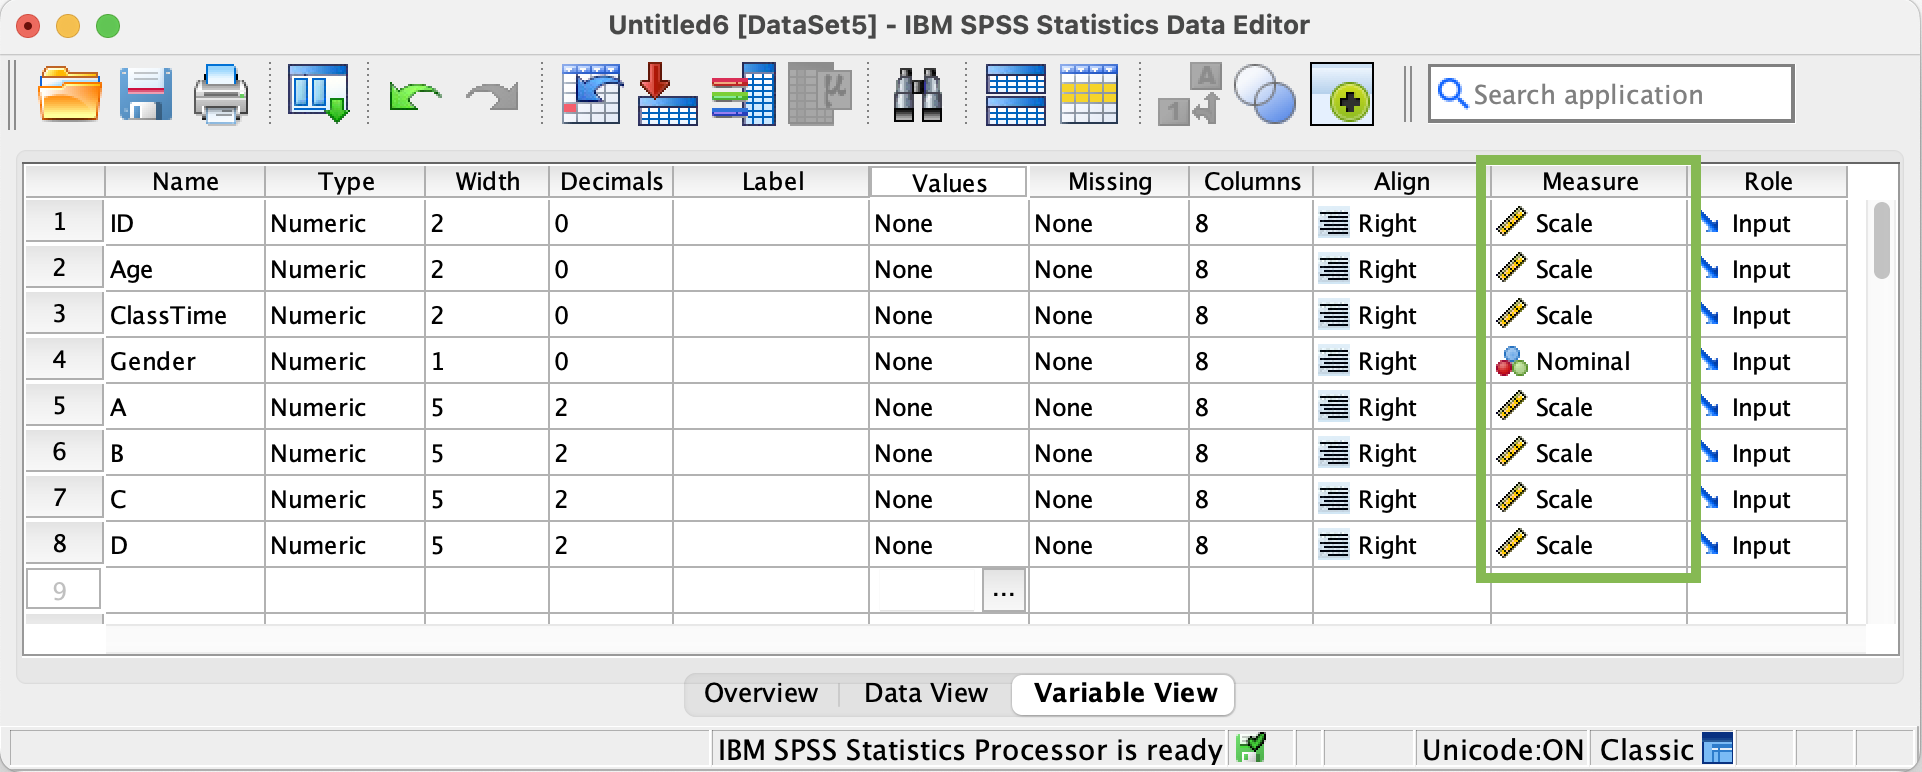 Untitled6 [DataSet5] - IBM SPSS Statistics Data Editor
A
1
μ
Search application
Name Type Width Decimals Label Values Missing Columns Align Measure Role
1 ID Numeric 2 0 None None 8 Right Scale Input
2 Age Numeric 2 0 None None 8 Right Scale Input
3 ClassTime Numeric 2 0 None None 8 Right Scale Input
4 Gender Numeric 1 0 None None 8 Right Nominal Input
5 A Numeric 5 2 None None 8 Right Scale Input
6 B Numeric 5 2 None None 8 Right Scale Input
7 C Numeric 5 2 None None 8 Right Scale Input
8 D Numeric 5 2 None None 8 Right Scale Input
9 ...
Overview Data View Variable View
IBM SPSS Statistics Processor is ready Unicode:ON Classic